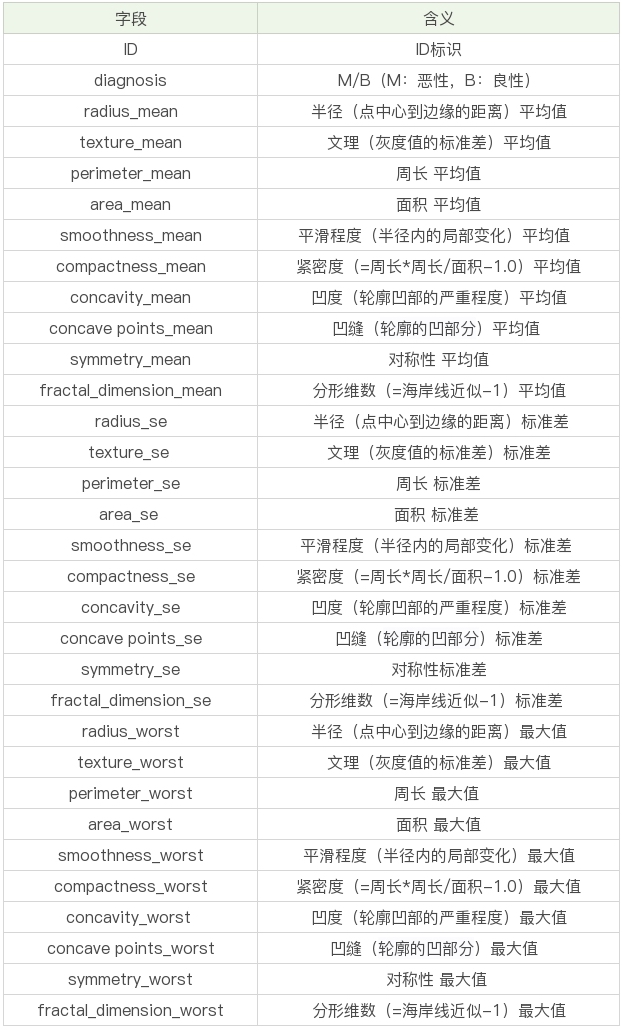 字段 含义
ID ID标识
diagnosis M/B（M：恶性，B：良性）
radius_mean 半径（点中心到边缘的距离）平均值
texture_mean 文理（灰度值的标准差）平均值
perimeter_mean 周长 平均值
area_mean 面积 平均值
smoothness_mean 平滑程度（半径内的局部变化）平均值
compactness_mean 紧密度（=周长*周长/面积-1.0）平均值
concavity_mean 凹度（轮廓凹部的严重程度）平均值
concave points_mean 凹缝（轮廓的凹部分）平均值
symmetry_mean 对称性 平均值
fractal_dimension_mean 分形维数（=海岸线近似-1）平均值
radius_se 半径（点中心到边缘的距离）标准差
texture_se 文理（灰度值的标准差）标准差
perimeter_se 周长 标准差
area_se 面积 标准差
smoothness_se 平滑程度（半径内的局部变化）标准差
compactness_se 紧密度（=周长*周长/面积-1.0）标准差
concavity_se 凹度（轮廓凹部的严重程度）标准差
concave points_se 凹缝（轮廓的凹部分）标准差
symmetry_se 对称性标准差
fractal_dimension_se 分形维数（=海岸线近似-1）标准差
radius_worst 半径（点中心到边缘的距离）最大值
texture_worst 文理（灰度值的标准差）最大值
perimeter_worst 周长 最大值
area_worst 面积 最大值
smoothness_worst 平滑程度（半径内的局部变化）最大值
compactness_worst 紧密度（=周长*周长/面积-1.0）最大值
concavity_worst 凹度（轮廓凹部的严重程度）最大值
concave points_worst 凹缝（轮廓的凹部分）最大值
symmetry_worst 对称性 最大值
fractal_dimension_worst 分形维数（=海岸线近似-1）最大值